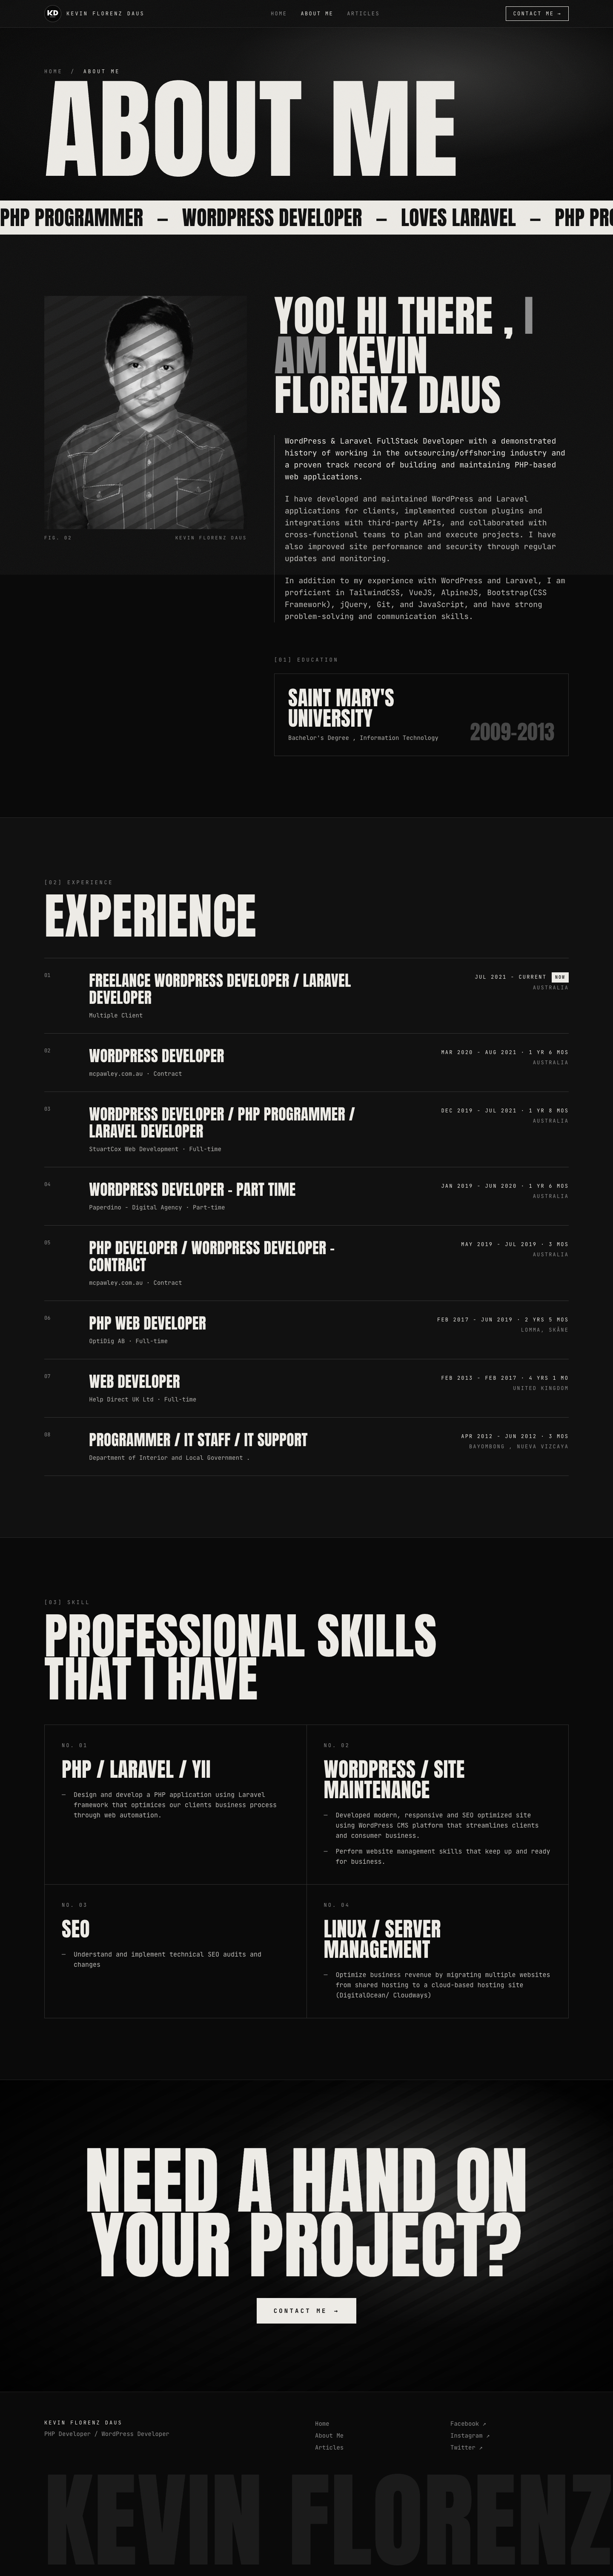 KD KEVIN FLORENZ DAUS
HOME ABOUT ME ARTICLES
CONTACT ME →
HOME / ABOUT ME
ABOUT ME
PHP PROGRAMMER — WORDPRESS DEVELOPER — LOVES LARAVEL — PHP PRO
FIG. 02 KEVIN FLORENZ DAUS
YOO! HI THERE , I
AM KEVIN
FLORENZ DAUS
WordPress & Laravel FullStack Developer with a demonstrated
history of working in the outsourcing/offshoring industry and
a proven track record of building and maintaining PHP-based
web applications.
I have developed and maintained WordPress and Laravel
applications for clients, implemented custom plugins and
integrations with third-party APIs, and collaborated with
cross-functional teams to plan and execute projects. I have
also improved site performance and security through regular
updates and monitoring.
In addition to my experience with WordPress and Laravel, I am
proficient in TailwindCSS, VueJS, AlpineJS, Bootstrap(CSS
Framework), jQuery, Git, and JavaScript, and have strong
problem-solving and communication skills.
[01] EDUCATION
SAINT MARY'S
UNIVERSITY
Bachelor's Degree , Information Technology
2009-2013
[02] EXPERIENCE
EXPERIENCE
01
FREELANCE WORDPRESS DEVELOPER / LARAVEL
DEVELOPER
Multiple Client
JUL 2021 - CURRENT NOW
AUSTRALIA
02
WORDPRESS DEVELOPER
mcpawley.com.au · Contract
MAR 2020 - AUG 2021 · 1 YR 6 MOS
AUSTRALIA
03
WORDPRESS DEVELOPER / PHP PROGRAMMER /
LARAVEL DEVELOPER
StuartCox Web Development · Full-time
DEC 2019 - JUL 2021 · 1 YR 8 MOS
AUSTRALIA
04
WORDPRESS DEVELOPER - PART TIME
Paperdino - Digital Agency · Part-time
JAN 2019 - JUN 2020 · 1 YR 6 MOS
AUSTRALIA
05
PHP DEVELOPER / WORDPRESS DEVELOPER -
CONTRACT
mcpawley.com.au · Contract
MAY 2019 - JUL 2019 · 3 MOS
AUSTRALIA
06
PHP WEB DEVELOPER
OptiDig AB · Full-time
FEB 2017 - JUN 2019 · 2 YRS 5 MOS
LOMMA, SKÅNE
07
WEB DEVELOPER
Help Direct UK Ltd · Full-time
FEB 2013 - FEB 2017 · 4 YRS 1 MO
UNITED KINGDOM
08
PROGRAMMER / IT STAFF / IT SUPPORT
Department of Interior and Local Government .
APR 2012 - JUN 2012 · 3 MOS
BAYOMBONG , NUEVA VIZCAYA
[03] SKILL
PROFESSIONAL SKILLS
THAT I HAVE
NO. 01
PHP / LARAVEL / YII
— Design and develop a PHP application using Laravel
framework that optimices our clients business process
through web automation.
NO. 02
WORDPRESS / SITE
MAINTENANCE
— Developed modern, responsive and SEO optimized site
using WordPress CMS platform that streamlines clients
and consumer business.
— Perform website management skills that keep up and ready
for business.
NO. 03
SEO
— Understand and implement technical SEO audits and
changes
NO. 04
LINUX / SERVER
MANAGEMENT
— Optimize business revenue by migrating multiple websites
from shared hosting to a cloud-based hosting site
(DigitalOcean/ Cloudways)
NEED A HAND ON
YOUR PROJECT?
CONTACT ME →
KEVIN FLORENZ DAUS
PHP Developer / WordPress Developer
Home
About Me
Articles
Facebook ↗
Instagram ↗
Twitter ↗
KEVIN FLORENZ